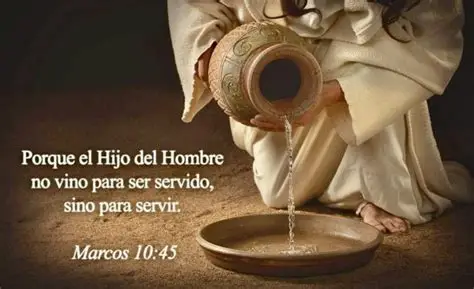 Porque el Hijo del Hombre
no vino para ser servido,
sino para servir.
Marcos 10:45